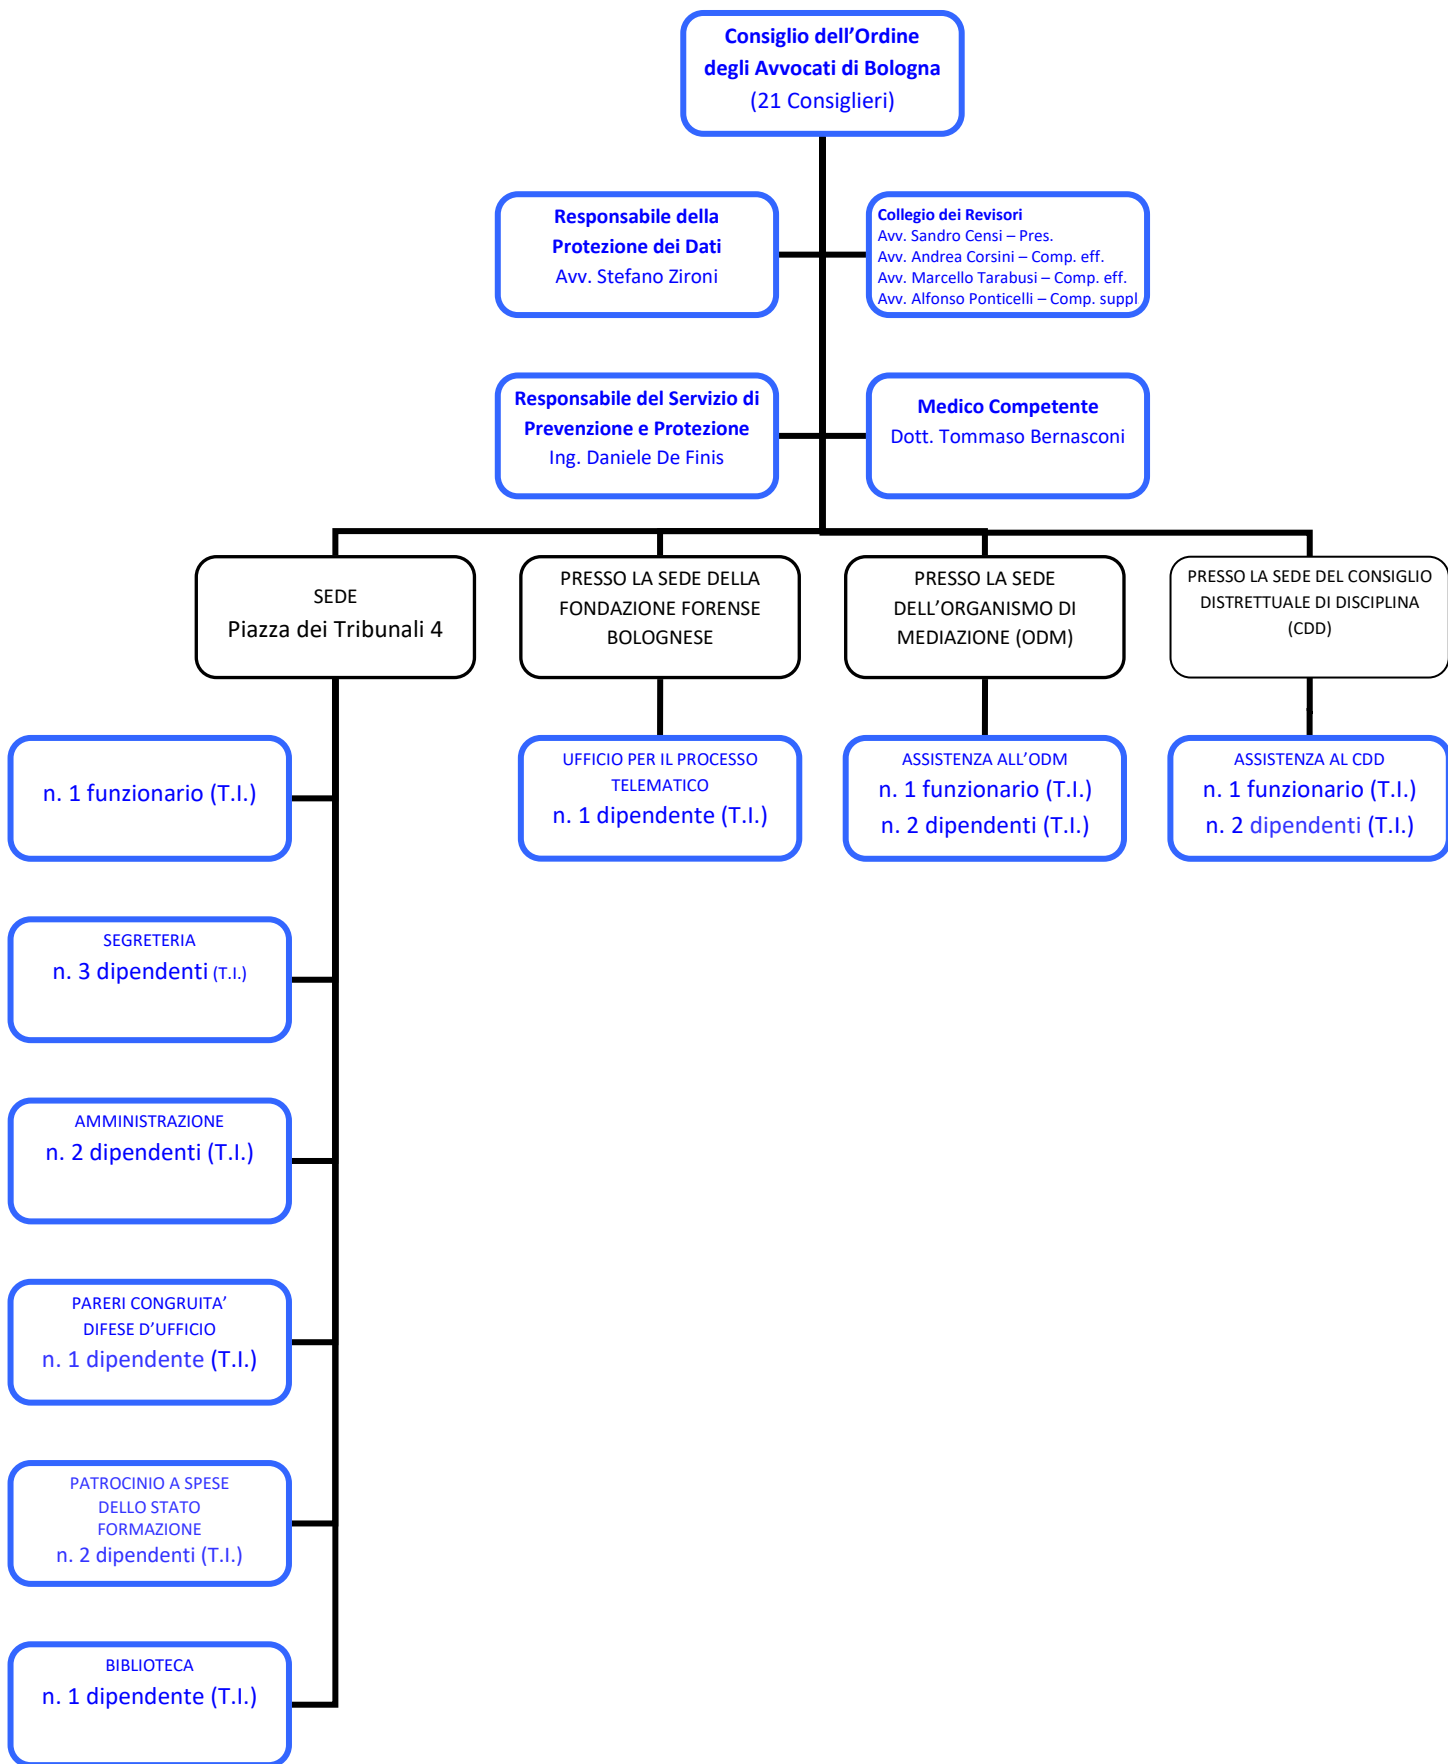 Consiglio dell’Ordine
degli Avvocati di Bologna
(21 Consiglieri)
Responsabile della
Protezione dei Dati
Avv. Stefano Zironi
Collegio dei Revisori
Avv. Sandro Censi – Pres.
Avv. Andrea Corsini – Comp. eff.
Avv. Marcello Tarabusi – Comp. eff.
Avv. Alfonso Ponticelli – Comp. suppl
Responsabile del Servizio di
Prevenzione e Protezione
Ing. Daniele De Finis
Medico Competente
Dott. Tommaso Bernasconi
SEDE
Piazza dei Tribunali 4
PRESSO LA SEDE DELLA
FONDAZIONE FORENSE
BOLOGNESE
PRESSO LA SEDE
DELL’ORGANISMO DI
MEDIAZIONE (ODM)
PRESSO LA SEDE DEL CONSIGLIO
DISTRETTUALE DI DISCIPLINA
(CDD)
n. 1 funzionario (T.I.)
UFFICIO PER IL PROCESSO
TELEMATICO
n. 1 dipendente (T.I.)
ASSISTENZA ALL’ODM
n. 1 funzionario (T.I.)
n. 2 dipendenti (T.I.)
ASSISTENZA AL CDD
n. 1 funzionario (T.I.)
n. 2 dipendenti (T.I.)
SEGRETERIA
n. 3 dipendenti (T.I.)
AMMINISTRAZIONE
n. 2 dipendenti (T.I.)
PARERI CONGRUITA’
DIFESE D’UFFICIO
n. 1 dipendente (T.I.)
PATROCINIO A SPESE
DELLO STATO
FORMAZIONE
n. 2 dipendenti (T.I.)
BIBLIOTECA
n. 1 dipendente (T.I.)